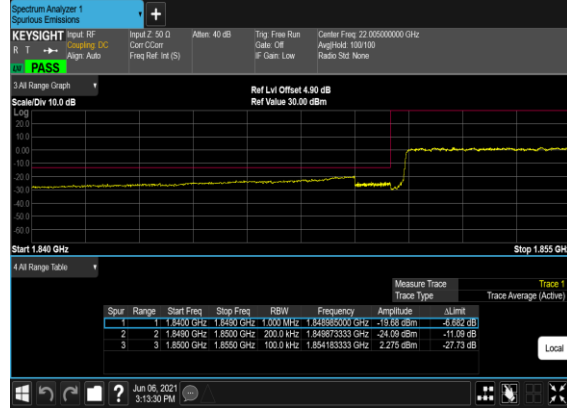 Spectrum Analyzer 1
Spurious Emissions
+
KEYSIGHT Input: RF Input Z: 50 Ω Atten: 40 dB Trig: Free Run Center Freq: 22.005000000 GHz
R T Coupling: DC Corr CCorr Gate: Off Avg|Hold: 100/100
Align: Auto Freq Ref: Int (S) IF Gain: Low Radio Std: None
PASS
3 All Range Graph
Ref Lvl Offset 4.90 dB
Scale/Div 10.0 dB Ref Value 30.00 dBm
Log
20.0
10.0
0.00
-10.0
-20.0
-30.0
-40.0
-50.0
-60.0
Start 1.840 GHz Stop 1.855 GH
4 All Range Table
Measure Trace Trace 1
Trace Type Trace Average (Active)
Spur Range Start Freq Stop Freq RBW Frequency Amplitude ΔLimit
1 1 1.8400 GHz 1.8490 GHz 1.000 MHz 1.848985000 GHz -19.68 dBm -6.682 dB
2 2 1.8490 GHz 1.8500 GHz 200.0 kHz 1.849873333 GHz -24.09 dBm -11.09 dB
3 3 1.8500 GHz 1.8550 GHz 100.0 kHz 1.854183333 GHz 2.275 dBm -27.73 dB
Local
? Jun 06, 2021
3:13:30 PM